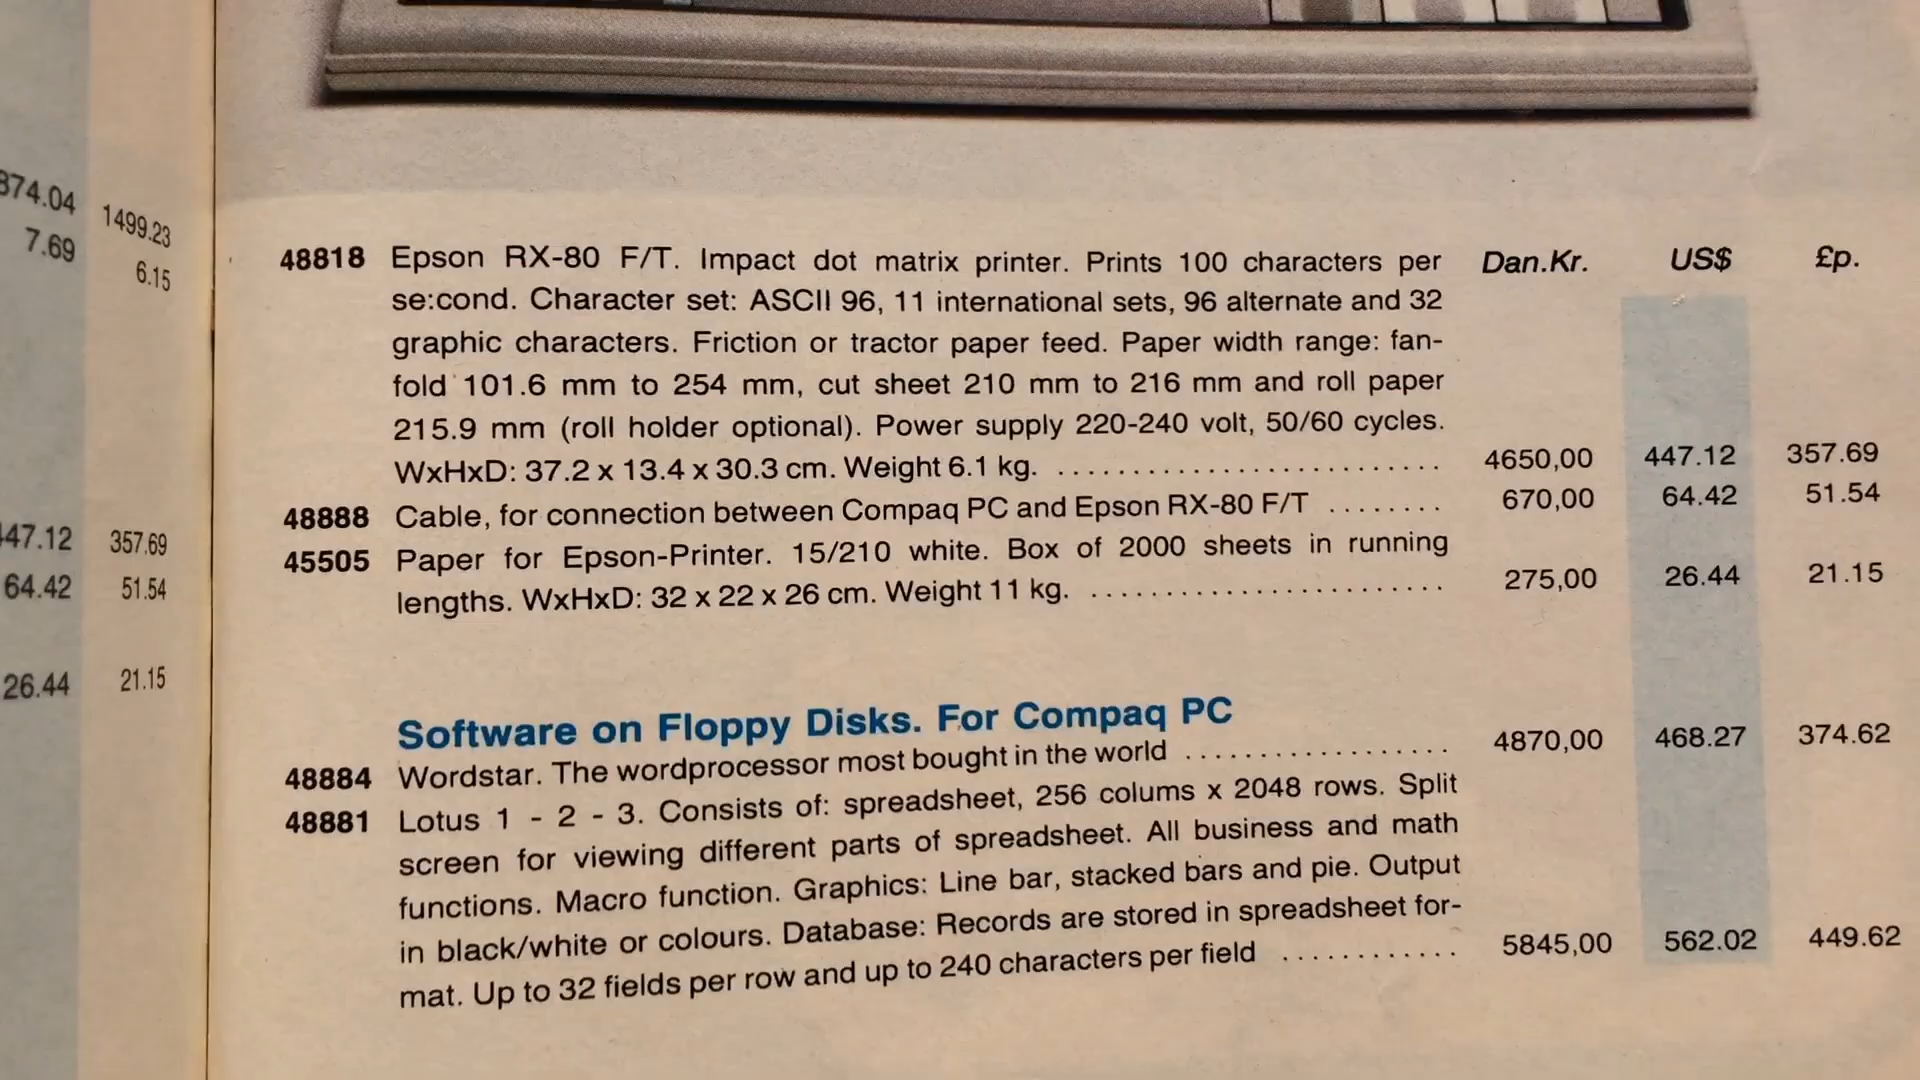 874.04 1499.23
7.69 6.15
447.12 357.69
64.42 51.54
26.44 21.15
48818 Epson RX-80 F/T. Impact dot matrix printer. Prints 100 characters per Dan.Kr. US$ £p.
se:cond. Character set: ASCII 96, 11 international sets, 96 alternate and 32
graphic characters. Friction or tractor paper feed. Paper width range: fan-
fold 101.6 mm to 254 mm, cut sheet 210 mm to 216 mm and roll paper
215.9 mm (roll holder optional). Power supply 220-240 volt, 50/60 cycles.
WxHxD: 37.2 x 13.4 x 30.3 cm. Weight 6.1 kg. .......................... 4650,00 447.12 357.69
48888 Cable, for connection between Compaq PC and Epson RX-80 F/T ........ 670,00 64.42 51.54
45505 Paper for Epson-Printer. 15/210 white. Box of 2000 sheets in running
lengths. WxHxD: 32 x 22 x 26 cm. Weight 11 kg. ........................ 275,00 26.44 21.15
Software on Floppy Disks. For Compaq PC
48884 Wordstar. The wordprocessor most bought in the world .................. 4870,00 468.27 374.62
48881 Lotus 1 - 2 - 3. Consists of: spreadsheet, 256 colums x 2048 rows. Split
screen for viewing different parts of spreadsheet. All business and math
functions. Macro function. Graphics: Line bar, stacked bars and pie. Output
in black/white or colours. Database: Records are stored in spreadsheet for-
mat. Up to 32 fields per row and up to 240 characters per field ............ 5845,00 562.02 449.62